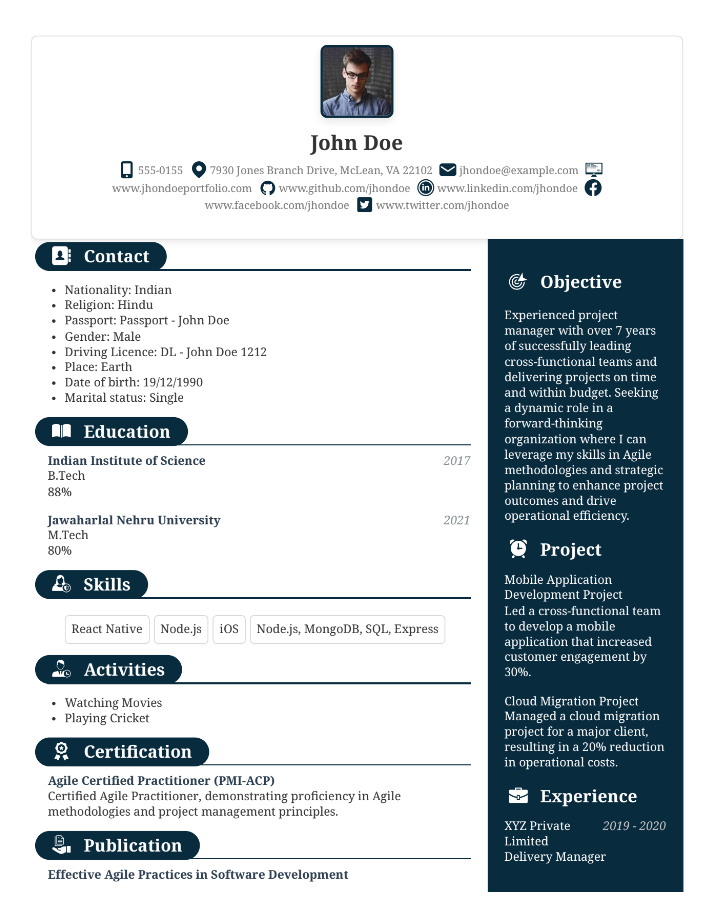 John Doe
555-0155 7930 Jones Branch Drive, McLean, VA 22102 jhondoe@example.com
www.jhondoeportfolio.com www.github.com/jhondoe www.linkedin.com/jhondoe
www.facebook.com/jhondoe www.twitter.com/jhondoe
Contact
• Nationality: Indian
• Religion: Hindu
• Passport: Passport - John Doe
• Gender: Male
• Driving Licence: DL - John Doe 1212
• Place: Earth
• Date of birth: 19/12/1990
• Marital status: Single
Education
Indian Institute of Science 2017
B.Tech
88%
Jawaharlal Nehru University 2021
M.Tech
80%
Skills
React Native Node.js iOS Node.js, MongoDB, SQL, Express
Activities
• Watching Movies
• Playing Cricket
Certification
Agile Certified Practitioner (PMI-ACP)
Certified Agile Practitioner, demonstrating proficiency in Agile
methodologies and project management principles.
Publication
Effective Agile Practices in Software Development
Objective
Experienced project
manager with over 7 years
of successfully leading
cross-functional teams and
delivering projects on time
and within budget. Seeking
a dynamic role in a
forward-thinking
organization where I can
leverage my skills in Agile
methodologies and strategic
planning to enhance project
outcomes and drive
operational efficiency.
Project
Mobile Application
Development Project
Led a cross-functional team
to develop a mobile
application that increased
customer engagement by
30%.
Cloud Migration Project
Managed a cloud migration
project for a major client,
resulting in a 20% reduction
in operational costs.
Experience
XYZ Private 2019 - 2020
Limited
Delivery Manager